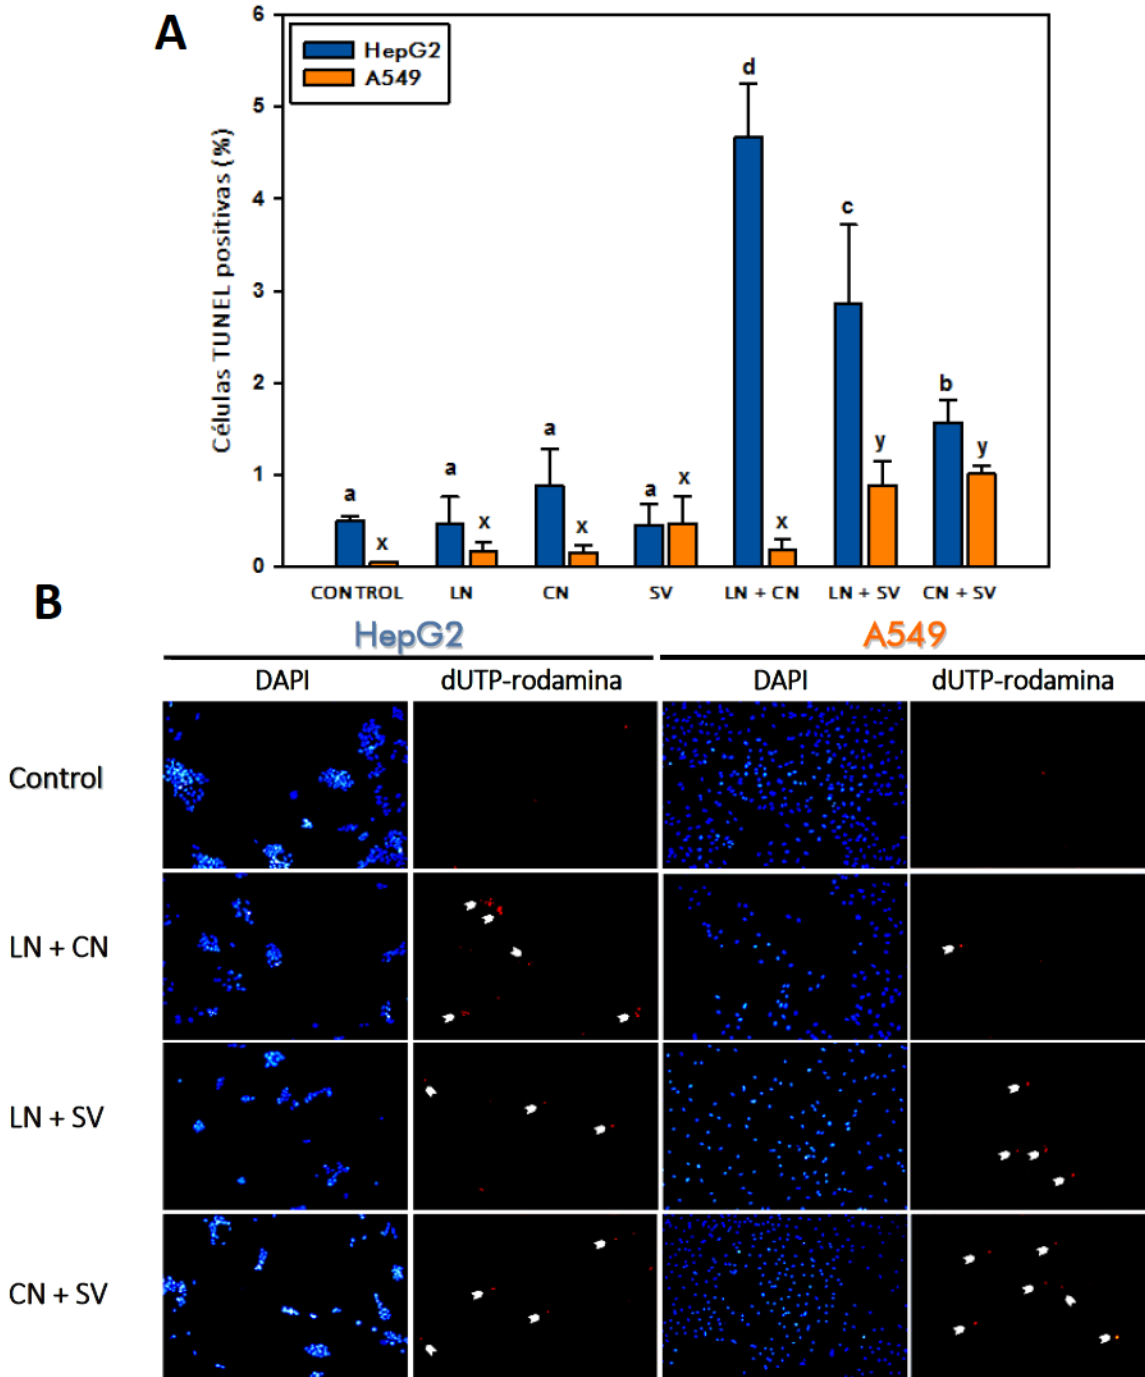 A
6
HepG2
A549
5
4
3
2
1
0
Células TUNEL positivas (%)
a
x
a
x
a
x
a
x
d
x
c
y
b
y
CONTROL
LN
CN
SV
LN + CN
LN + SV
CN + SV
B
HepG2
A549
DAPI
dUTP-rodamina
DAPI
dUTP-rodamina
Control
LN + CN
LN + SV
CN + SV